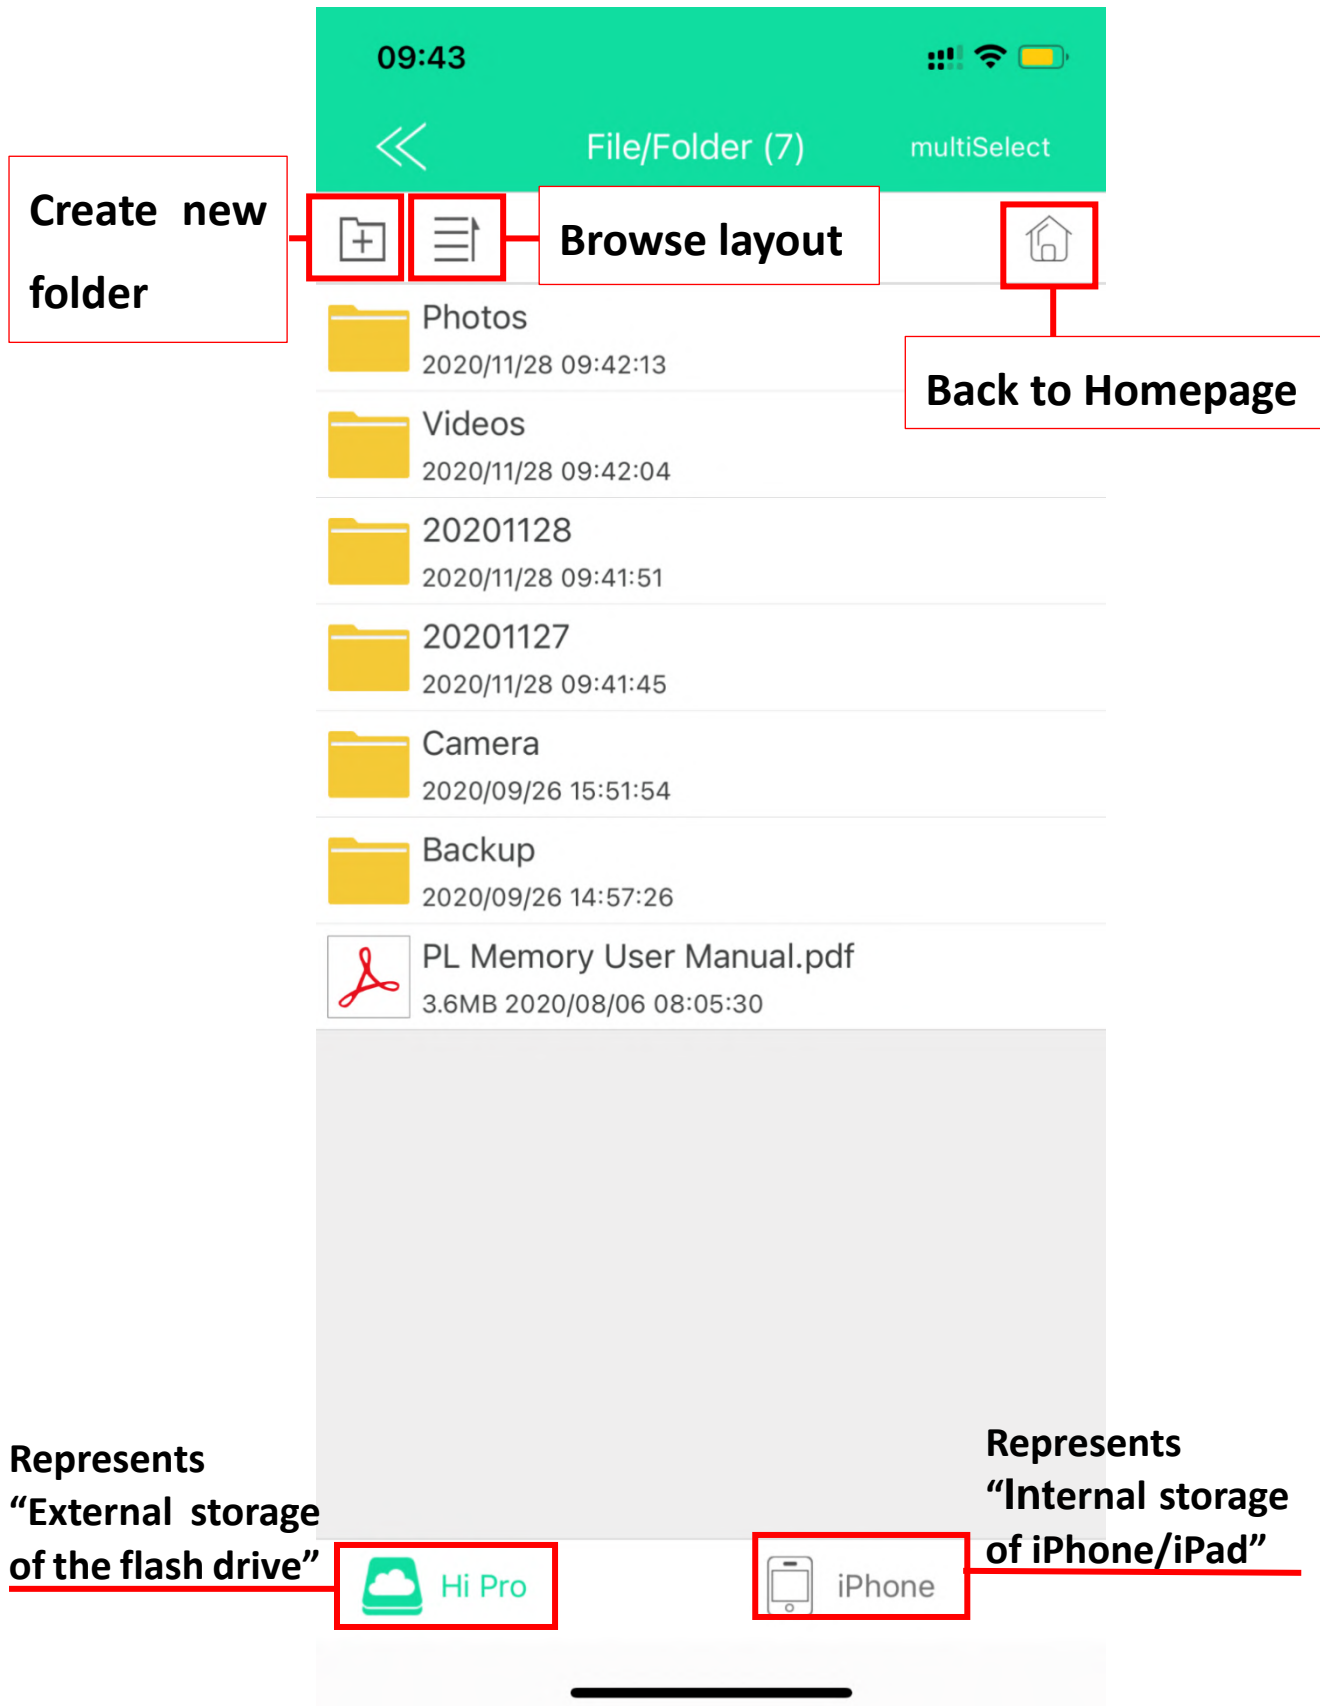 09:43
File/Folder (7)
multiSelect
Create new
folder
Browse layout
Back to Homepage
Photos
2020/11/28 09:42:13
Videos
2020/11/28 09:42:04
20201128
2020/11/28 09:41:51
20201127
2020/11/28 09:41:45
Camera
2020/09/26 15:51:54
Backup
2020/09/26 14:57:26
PL Memory User Manual.pdf
3.6MB 2020/08/06 08:05:30
Represents
“External storage
of the flash drive”
Represents
“Internal storage
of iPhone/iPad”
Hi Pro
iPhone